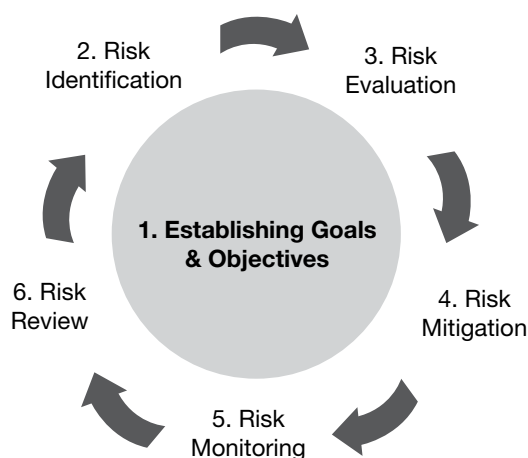 1. Establishing Goals
& Objectives
2. Risk
Identification
3. Risk
Evaluation
4. Risk
Mitigation
5. Risk
Monitoring
6. Risk
Review